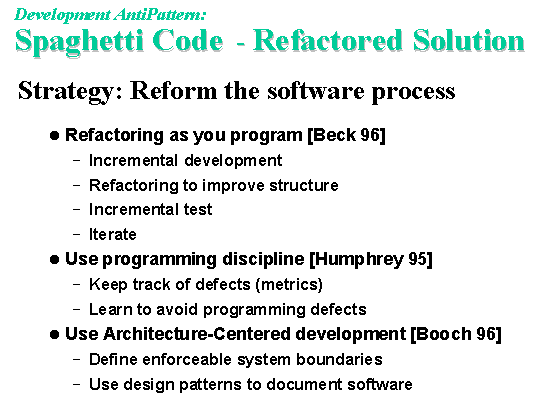 Development AntiPattern:
Spaghetti Code - Refactored Solution
Strategy: Reform the software process
● Refactoring as you program [Beck 96]
– Incremental development
– Refactoring to improve structure
– Incremental test
– Iterate
● Use programming discipline [Humphrey 95]
– Keep track of defects (metrics)
– Learn to avoid programming defects
● Use Architecture-Centered development [Booch 96]
– Define enforceable system boundaries
– Use design patterns to document software